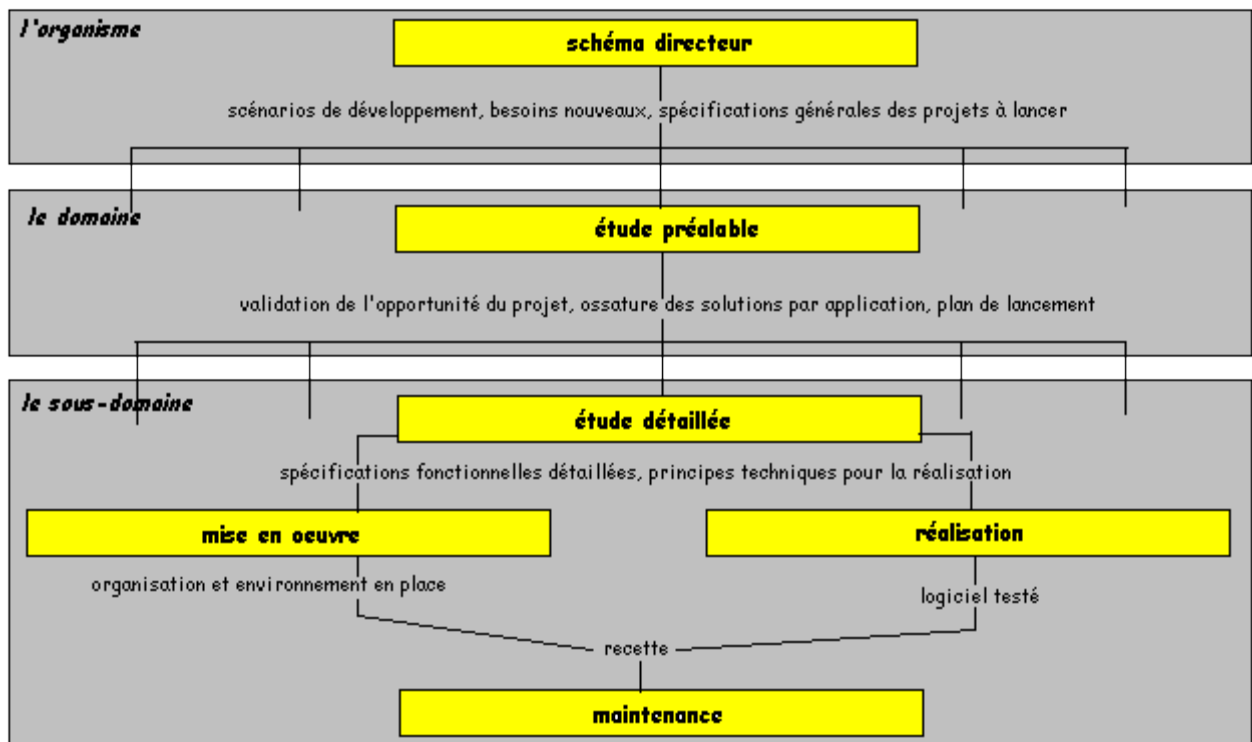 l'organisme
schéma directeur
scénarios de développement, besoins nouveaux, spécifications générales des projets à lancer
le domaine
étude préalable
validation de l'opportunité du projet, ossature des solutions par application, plan de lancement
le sous-domaine
étude détaillée
spécifications fonctionnelles détaillées, principes techniques pour la réalisation
mise en oeuvre
réalisation
organisation et environnement en place
logiciel testé
recette
maintenance